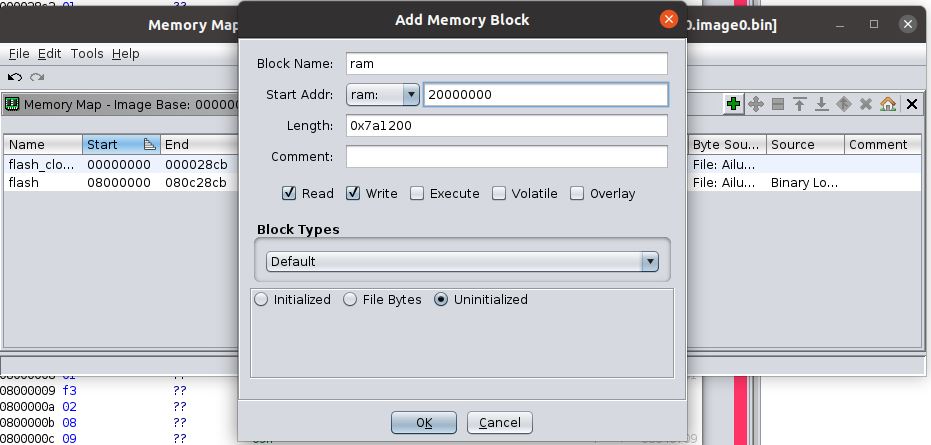 Add Memory Block
Memory Map
0.image0.bin]
File Edit Tools Help
Memory Map - Image Base: 00000
Name Start End Byte Sou... Source Comment
flash_clo... 00000000 000028cb File: Ailu...
flash 08000000 080c28cb File: Ailu... Binary Lo...
Block Name: ram
Start Addr: ram: 20000000
Length: 0x7a1200
Comment:
Read Write Execute Volatile Overlay
Block Types
Default
Initialized File Bytes Uninitialized
OK Cancel
08000009 f3 ??
0800000a 02 ??
0800000b 08 ??
0800000c 09 ??